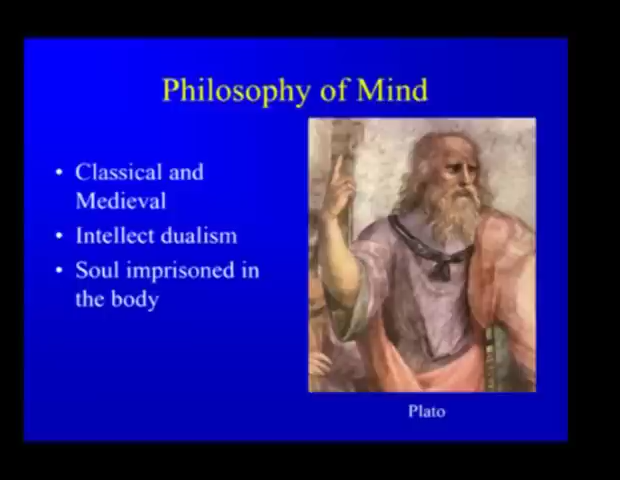 Philosophy of Mind
• Classical and
Medieval
• Intellect dualism
• Soul imprisoned in
the body
Plato